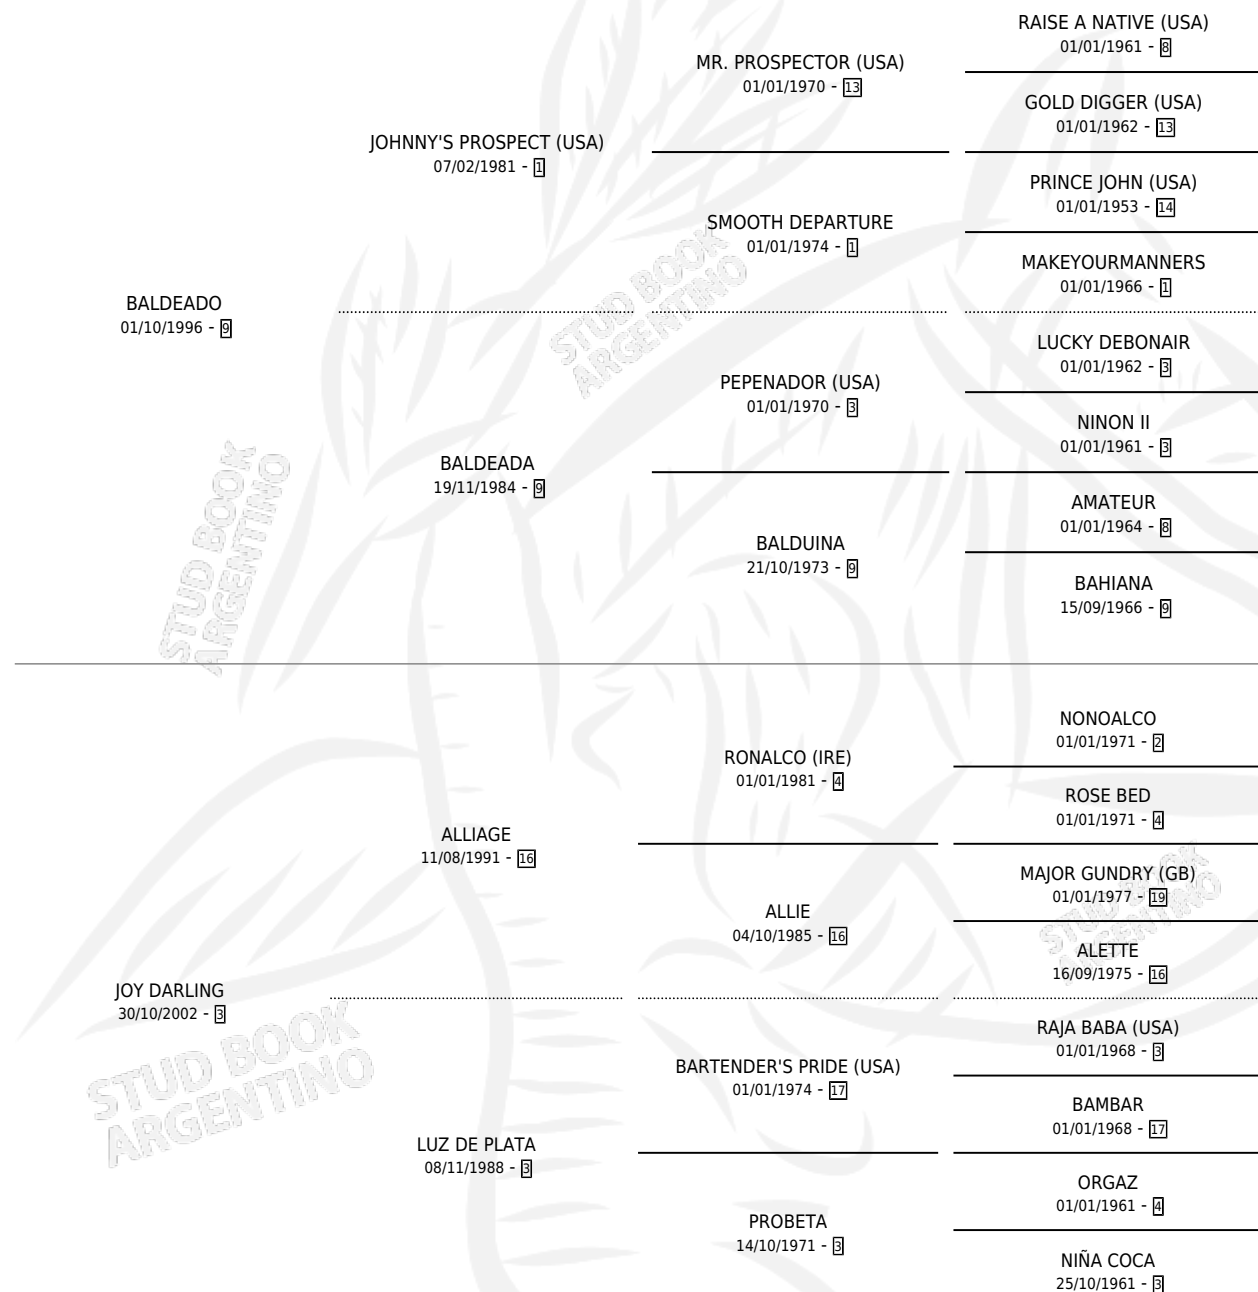 RAISE A NATIVE (USA)
01/01/1961 - 8
MR. PROSPECTOR (USA)
01/01/1970 - 13
GOLD DIGGER (USA)
01/01/1962 - 13
JOHNNY'S PROSPECT (USA)
07/02/1981 - 1
PRINCE JOHN (USA)
01/01/1953 - 14
SMOOTH DEPARTURE
01/01/1974 - 1
MAKEYOURMANNERS
01/01/1966 - 1
BALDEADO
01/10/1996 - 9
STUD BOOK
ARGENTINO
LUCKY DEBONAIR
01/01/1962 - 3
PEPENADOR (USA)
01/01/1970 - 3
NINON II
01/01/1961 - 3
BALDEADA
19/11/1984 - 9
STUD BOOK
ARGENTINO
AMATEUR
01/01/1964 - 8
BALDUINA
21/10/1973 - 9
BAHIANA
15/09/1966 - 9
NONOALCO
01/01/1971 - 2
RONALCO (IRE)
01/01/1981 - 4
ROSE BED
01/01/1971 - 4
ALLIAGE
11/08/1991 - 16
MAJOR GUNDRY (GB)
01/01/1977 - 19
STUD BOOK
ARGENTINO
ALLIE
04/10/1985 - 16
ALETTE
16/09/1975 - 16
JOY DARLING
30/10/2002 - 3
STUD BOOK
ARGENTINO
RAJA BABA (USA)
01/01/1968 - 3
BARTENDER'S PRIDE (USA)
01/01/1974 - 17
BAMBAR
01/01/1968 - 17
LUZ DE PLATA
08/11/1988 - 3
ORGAZ
01/01/1961 - 4
PROBETA
14/10/1971 - 3
NIÑA COCA
25/10/1961 - 3